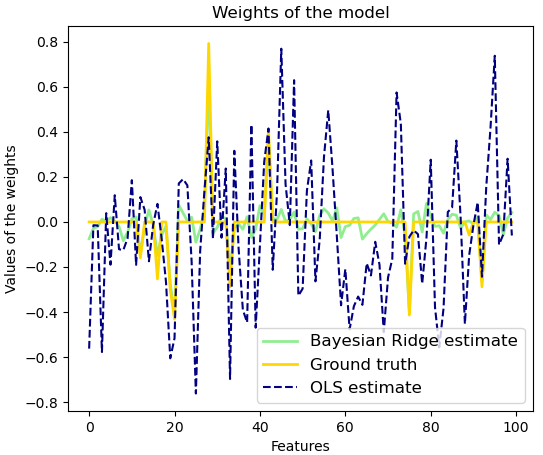 Weights of the model
Values of the weights
0.8
0.6
0.4
0.2
0.0
−0.2
−0.4
−0.6
−0.8
Bayesian Ridge estimate
Ground truth
OLS estimate
0 20 40 60 80 100
Features